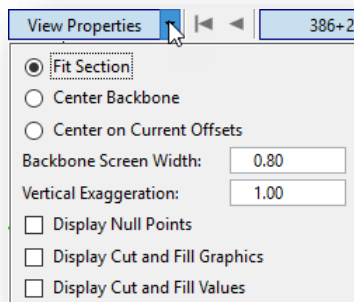 View Properties 386+2
Fit Section
Center Backbone
Center on Current Offsets
Backbone Screen Width: 0.80
Vertical Exaggeration: 1.00
Display Null Points
Display Cut and Fill Graphics
Display Cut and Fill Values